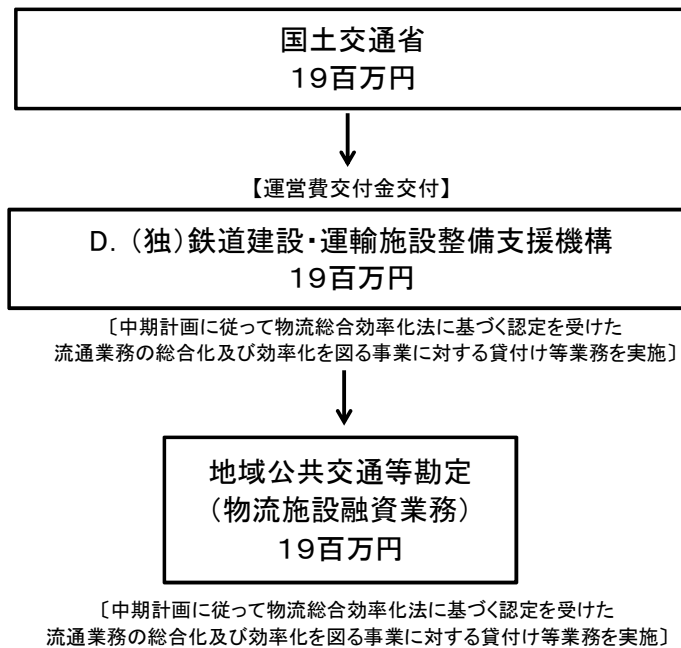 国土交通省
19百万円
【運営費交付金交付】
D.（独）鉄道建設・運輸施設整備支援機構
19百万円
〔中期計画に従って物流総合効率化法に基づく認定を受けた
流通業務の総合化及び効率化を図る事業に対する貸付け等業務を実施〕
地域公共交通等勘定
（物流施設融資業務）
19百万円
〔中期計画に従って物流総合効率化法に基づく認定を受けた
流通業務の総合化及び効率化を図る事業に対する貸付け等業務を実施〕